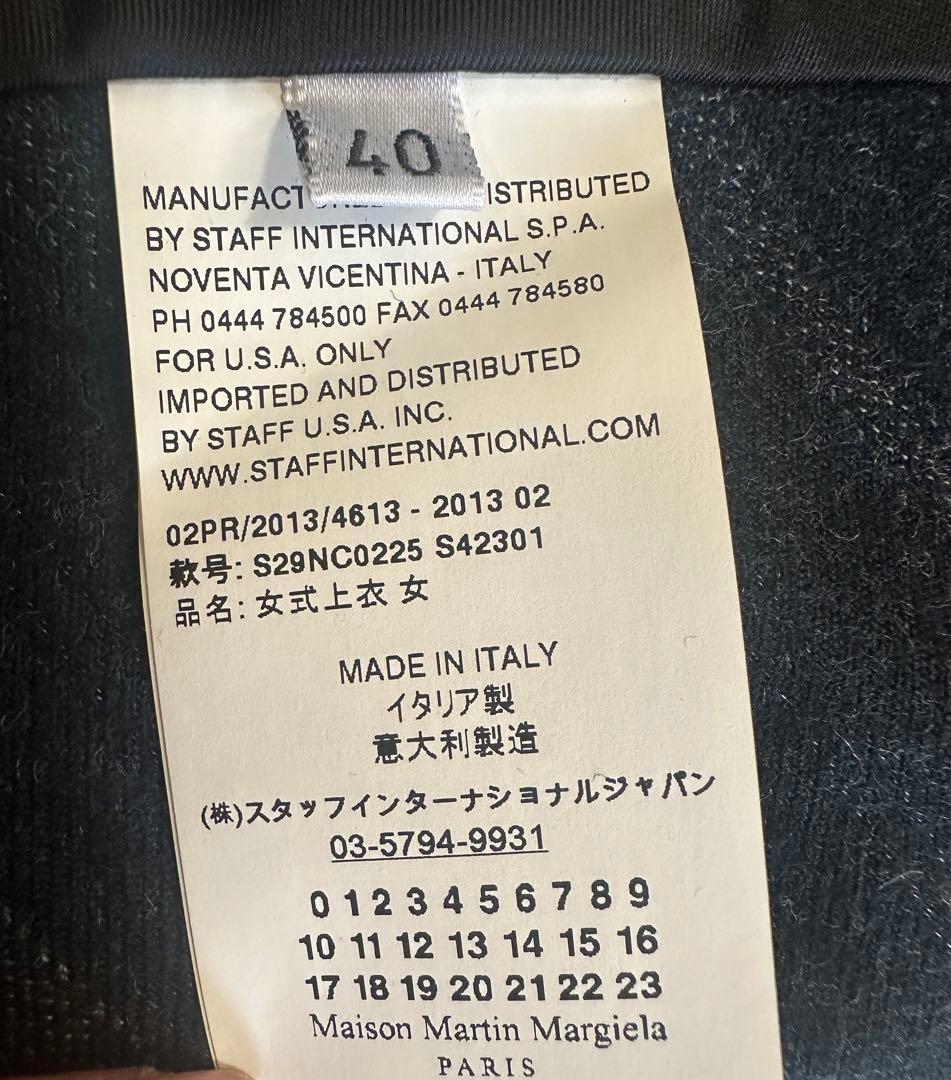 40
MANUFACT ISTRIBUTED
BY STAFF INTERNATIONAL S.P.A.
NOVENTA VICENTINA - ITALY
PH 0444 784500 FAX 0444 784580
FOR U.S.A. ONLY
IMPORTED AND DISTRIBUTED
BY STAFF U.S.A. INC.
WWW.STAFFINTERNATIONAL.COM
02PR/2013/4613 - 2013 02
款号: S29NC0225 S42301
品名: 女式上衣 女
MADE IN ITALY
イタリア製
意大利製造
(株)スタッフインターナショナルジャパン
03-5794-9931
0 1 2 3 4 5 6 7 8 9
10 11 12 13 14 15 16
17 18 19 20 21 22 23
Maison Martin Margiela
PARIS